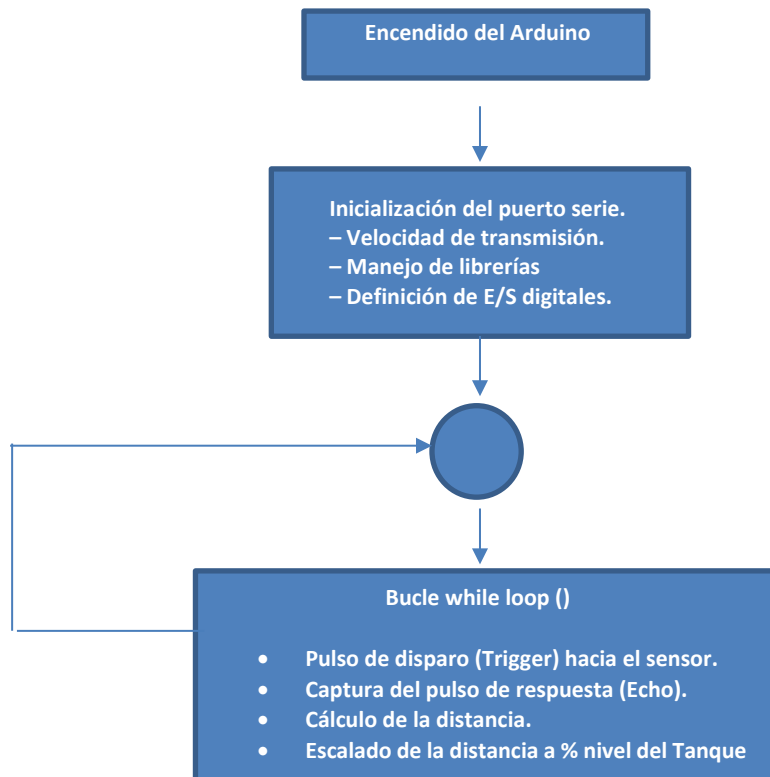 Encendido del Arduino
Inicialización del puerto serie.
– Velocidad de transmisión.
– Manejo de librerías
– Definición de E/S digitales.
Bucle while loop ()
• Pulso de disparo (Trigger) hacia el sensor.
• Captura del pulso de respuesta (Echo).
• Cálculo de la distancia.
• Escalado de la distancia a % nivel del Tanque